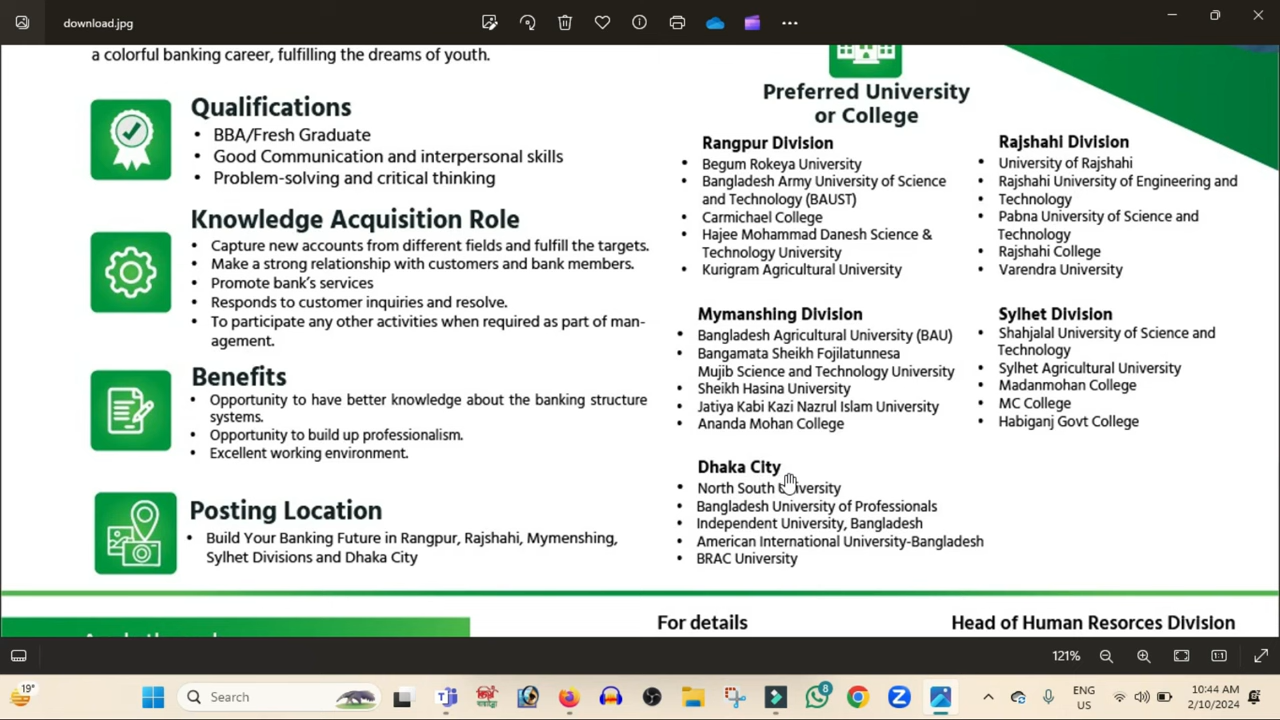 download.jpg
a colorful banking career, fulfilling the dreams of youth.
Qualifications
• BBA/Fresh Graduate
• Good Communication and interpersonal skills
• Problem-solving and critical thinking
Knowledge Acquisition Role
• Capture new accounts from different fields and fulfill the targets.
• Make a strong relationship with customers and bank members.
• Promote bank's services
• Responds to customer inquiries and resolve.
• To participate any other activities when required as part of man-
agement.
Benefits
• Opportunity to have better knowledge about the banking structure
systems.
• Opportunity to build up professionalism.
• Excellent working environment.
Posting Location
• Build Your Banking Future in Rangpur, Rajshahi, Mymenshing,
Sylhet Divisions and Dhaka City
Preferred University
or College
Rangpur Division
• Begum Rokeya University
• Bangladesh Army University of Science
and Technology (BAUST)
• Carmichael College
• Hajee Mohammad Danesh Science &
Technology University
• Kurigram Agricultural University
Rajshahi Division
• University of Rajshahi
• Rajshahi University of Engineering and
• Technology
• Pabna University of Science and
Technology
• Rajshahi College
• Varendra University
Mymanshing Division
• Bangladesh Agricultural University (BAU)
• Bangamata Sheikh Fojilatunnesa
Mujib Science and Technology University
• Sheikh Hasina University
• Jatiya Kabi Kazi Nazrul Islam University
• Ananda Mohan College
Sylhet Division
• Shahjalal University of Science and
Technology
• Sylhet Agricultural University
• Madanmohan College
• MC College
• Habiganj Govt College
Dhaka City
• North South University
• Bangladesh University of Professionals
• Independent University, Bangladesh
• American International University-Bangladesh
• BRAC University
For details
Head of Human Resorces Division
121%
19°
Search
8
ENG
US
10:44 AM
2/10/2024